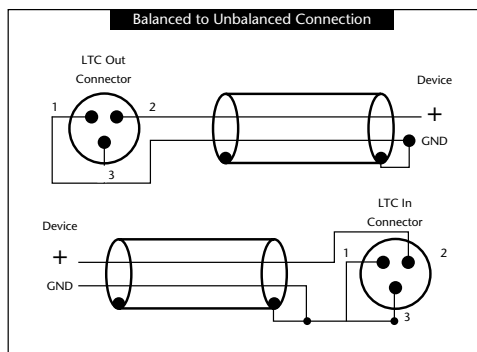 Balanced to Unbalanced Connection
LTC Out
Connector
Device
1
2
+
GND
3
LTC In
Connector
Device
1
2
+
GND
3